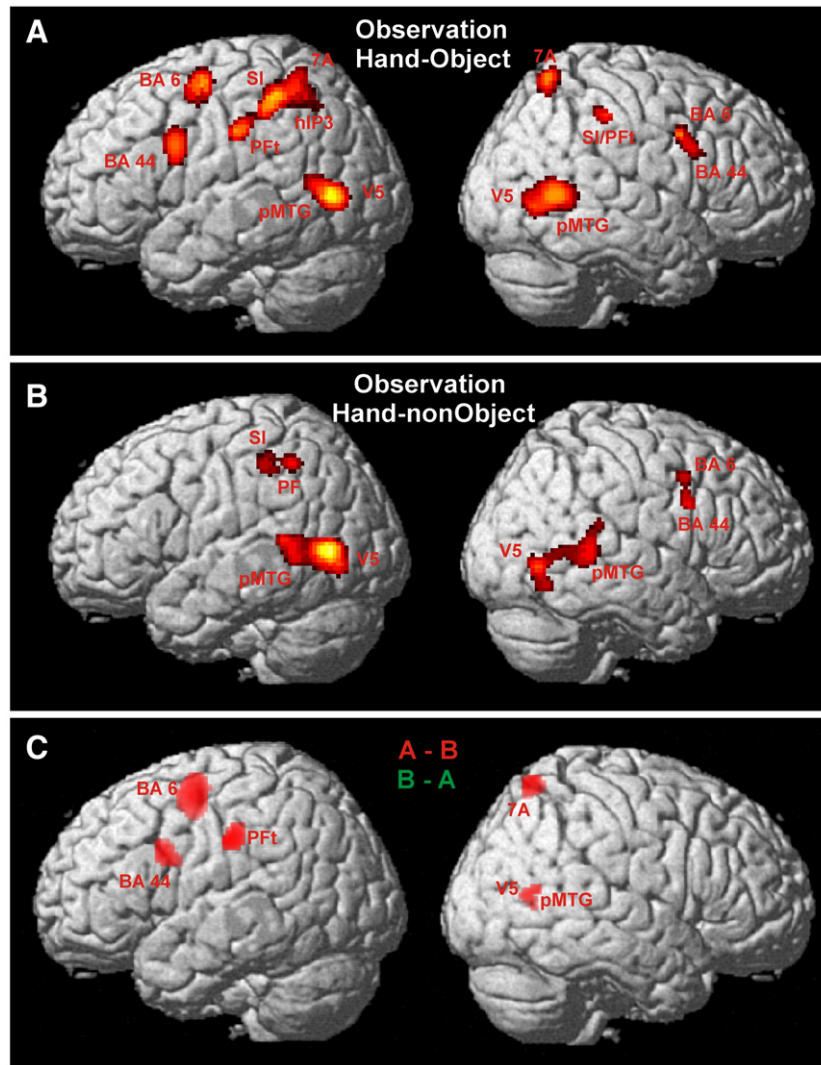 A
Observation
Hand-Object
BA 6
SI
7A
hIP3
PFt
BA 44
pMTG
V5
7A
SI/PFt
BA 6
BA 44
V5
pMTG
B
Observation
Hand-nonObject
SI
PF
pMTG
V5
BA 6
BA 44
V5
pMTG
C
A - B
B - A
BA 6
PFt
BA 44
7A
V5
pMTG